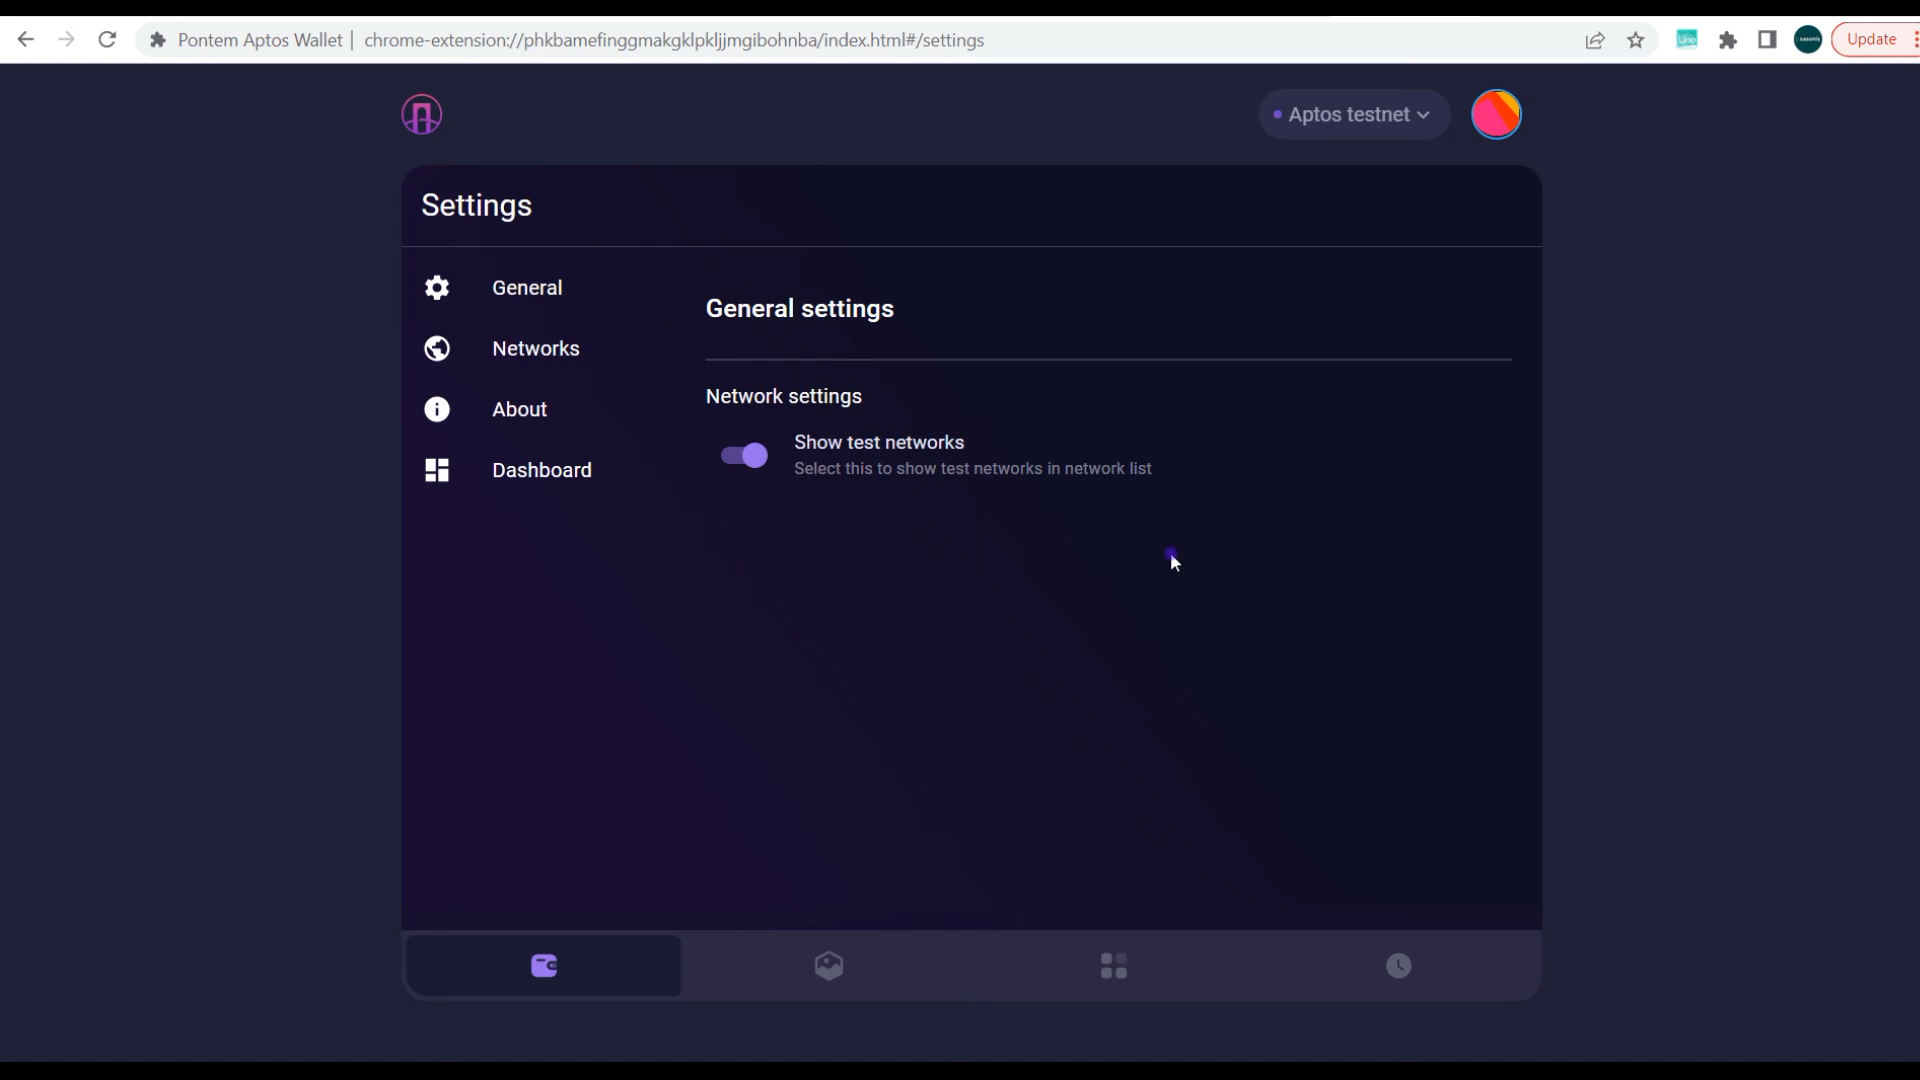 Pontem Aptos Wallet | chrome-extension://phkbamefinggmakgklpkljjmgibohnba/index.html#/settings
Update
Aptos testnet
Settings
General
Networks
About
Dashboard
General settings
Network settings
Show test networks
Select this to show test networks in network list